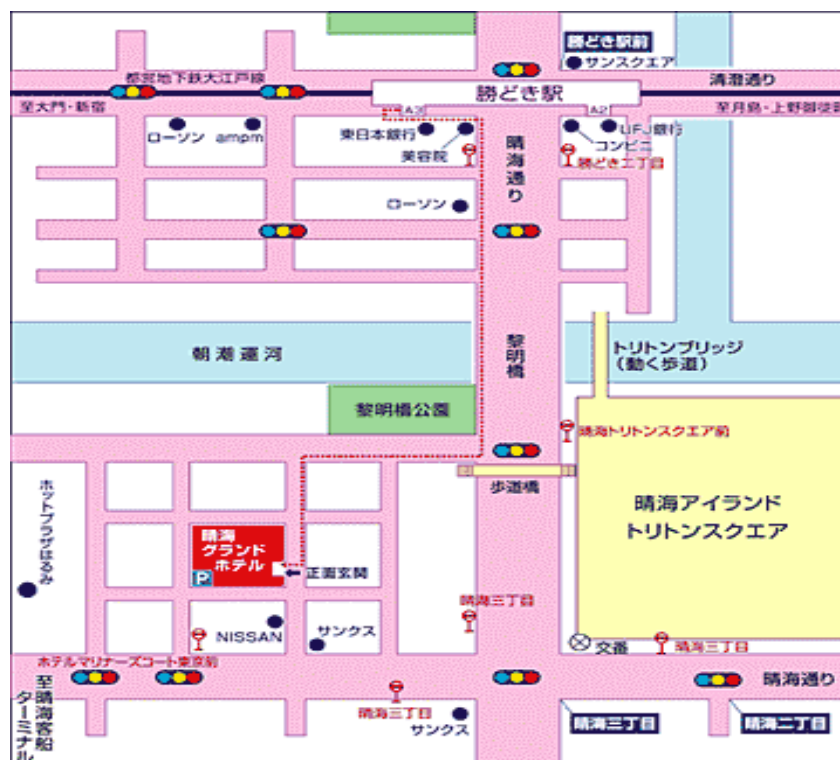 勝どき駅前
サンスクエア
都営地下鉄大江戸線
清澄通り
勝どき駅
至大門・新宿
A3
A2
至月島・上野御徒町
ローソン
ampm
東日本銀行
美容院
UFJ銀行
コンビニ
勝どき二丁目
晴海通り
ローソン
朝潮運河
黎明橋
トリトンブリッジ
(動く歩道)
黎明橋公園
晴海トリトンスクエア前
歩道橋
晴海アイランド
トリトンスクエア
ホットプラザはるみ
晴海
グランド
ホテル
P
正面玄関
晴海三丁目
NISSAN
サンクス
交番
晴海三丁目
ホテルマリナーズコート東京前
至晴海客船
ターミナル
晴海三丁目
サンクス
晴海通り
晴海三丁目
晴海二丁目